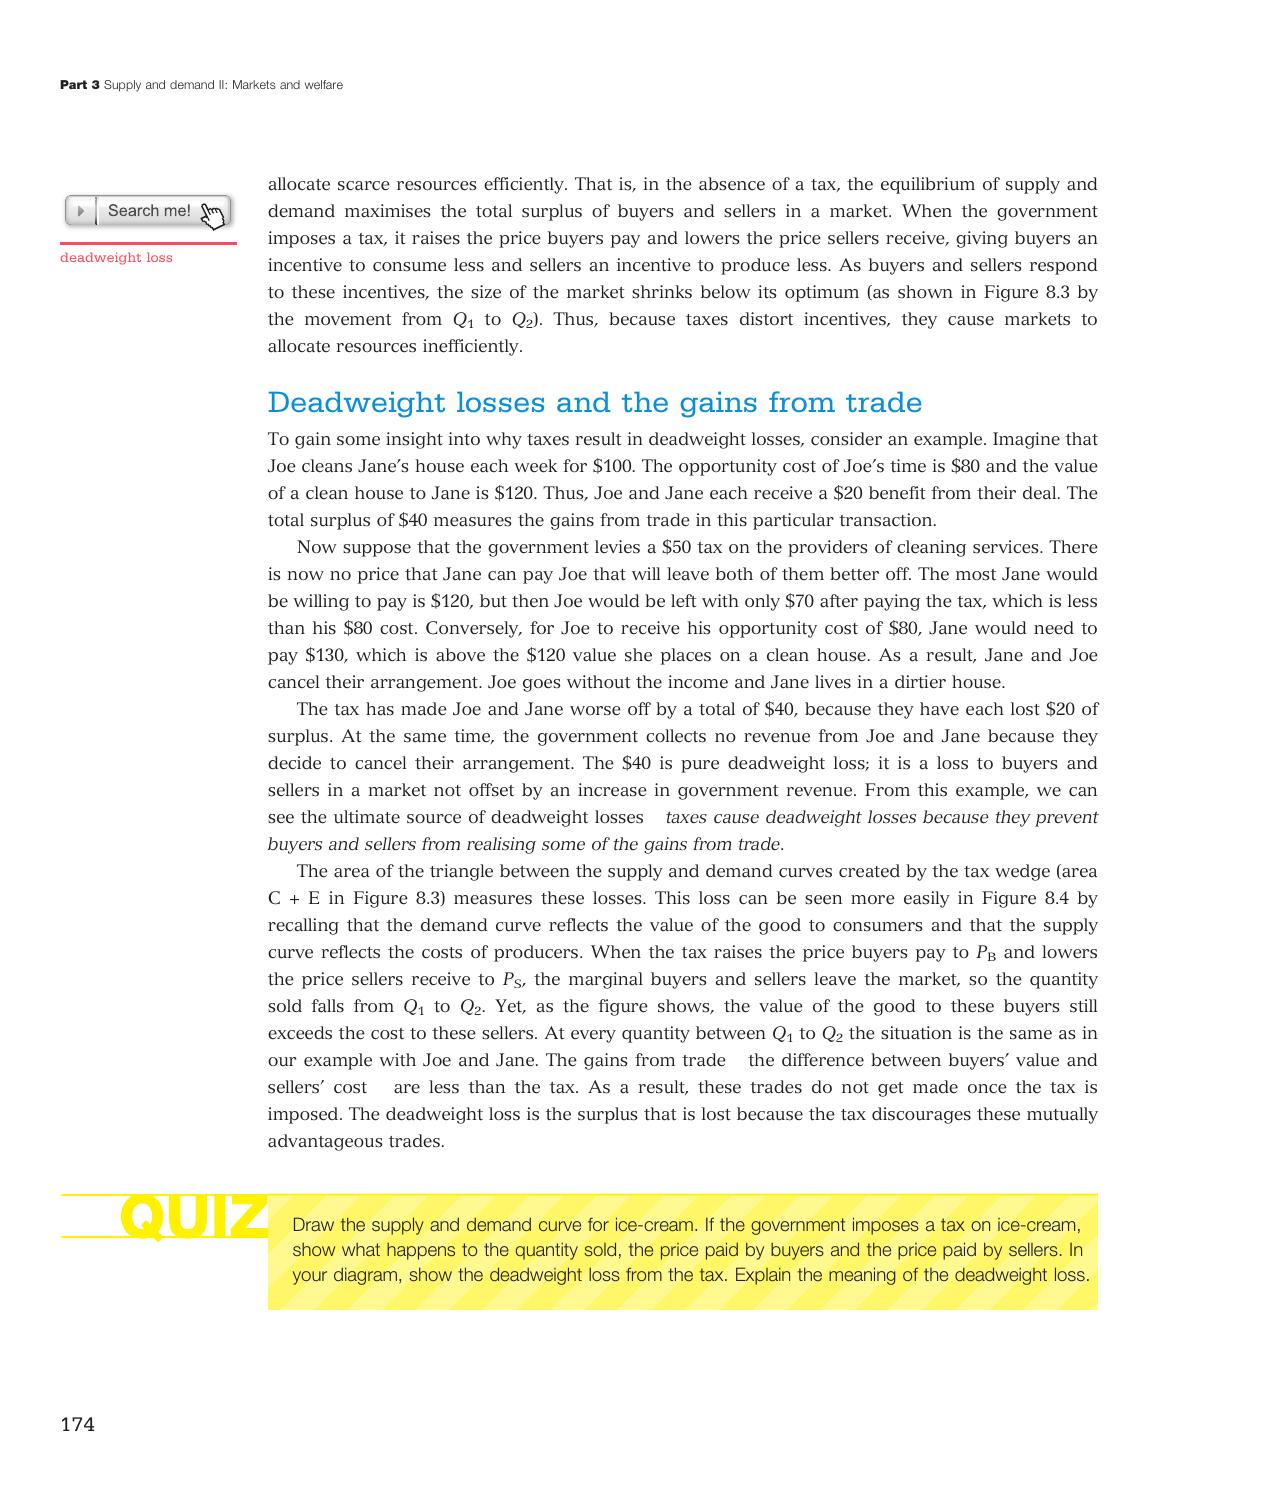 Part 3 Supply and demand II: Markets and welfare
Search me!
deadweight loss
allocate scarce resources efficiently. That is, in the absence of a tax, the equilibrium of supply and
demand maximises the total surplus of buyers and sellers in a market. When the government
imposes a tax, it raises the price buyers pay and lowers the price sellers receive, giving buyers an
incentive to consume less and sellers an incentive to produce less. As buyers and sellers respond
to these incentives, the size of the market shrinks below its optimum (as shown in Figure 8.3 by
the movement from Q1 to Q2). Thus, because taxes distort incentives, they cause markets to
allocate resources inefficiently.
Deadweight losses and the gains from trade
To gain some insight into why taxes result in deadweight losses, consider an example. Imagine that
Joe cleans Jane's house each week for $100. The opportunity cost of Joe's time is $80 and the value
of a clean house to Jane is $120. Thus, Joe and Jane each receive a $20 benefit from their deal. The
total surplus of $40 measures the gains from trade in this particular transaction.
Now suppose that the government levies a $50 tax on the providers of cleaning services. There
is now no price that Jane can pay Joe that will leave both of them better off. The most Jane would
be willing to pay is $120, but then Joe would be left with only $70 after paying the tax, which is less
than his $80 cost. Conversely, for Joe to receive his opportunity cost of $80, Jane would need to
pay $130, which is above the $120 value she places on a clean house. As a result, Jane and Joe
cancel their arrangement. Joe goes without the income and Jane lives in a dirtier house.
The tax has made Joe and Jane worse off by a total of $40, because they have each lost $20 of
surplus. At the same time, the government collects no revenue from Joe and Jane because they
decide to cancel their arrangement. The $40 is pure deadweight loss; it is a loss to buyers and
sellers in a market not offset by an increase in government revenue. From this example, we can
see the ultimate source of deadweight losses taxes cause deadweight losses because they prevent
buyers and sellers from realising some of the gains from trade.
The area of the triangle between the supply and demand curves created by the tax wedge (area
C + E in Figure 8.3) measures these losses. This loss can be seen more easily in Figure 8.4 by
recalling that the demand curve reflects the value of the good to consumers and that the supply
curve reflects the costs of producers. When the tax raises the price buyers pay to PB and lowers
the price sellers receive to PS, the marginal buyers and sellers leave the market, so the quantity
sold falls from Q1 to Q2. Yet, as the figure shows, the value of the good to these buyers still
exceeds the cost to these sellers. At every quantity between Q1 to Q2 the situation is the same as in
our example with Joe and Jane. The gains from trade the difference between buyers' value and
sellers' cost are less than the tax. As a result, these trades do not get made once the tax is
imposed. The deadweight loss is the surplus that is lost because the tax discourages these mutually
advantageous trades.
QUIZ
Draw the supply and demand curve for ice-cream. If the government imposes a tax on ice-cream,
show what happens to the quantity sold, the price paid by buyers and the price paid by sellers. In
your diagram, show the deadweight loss from the tax. Explain the meaning of the deadweight loss.
174